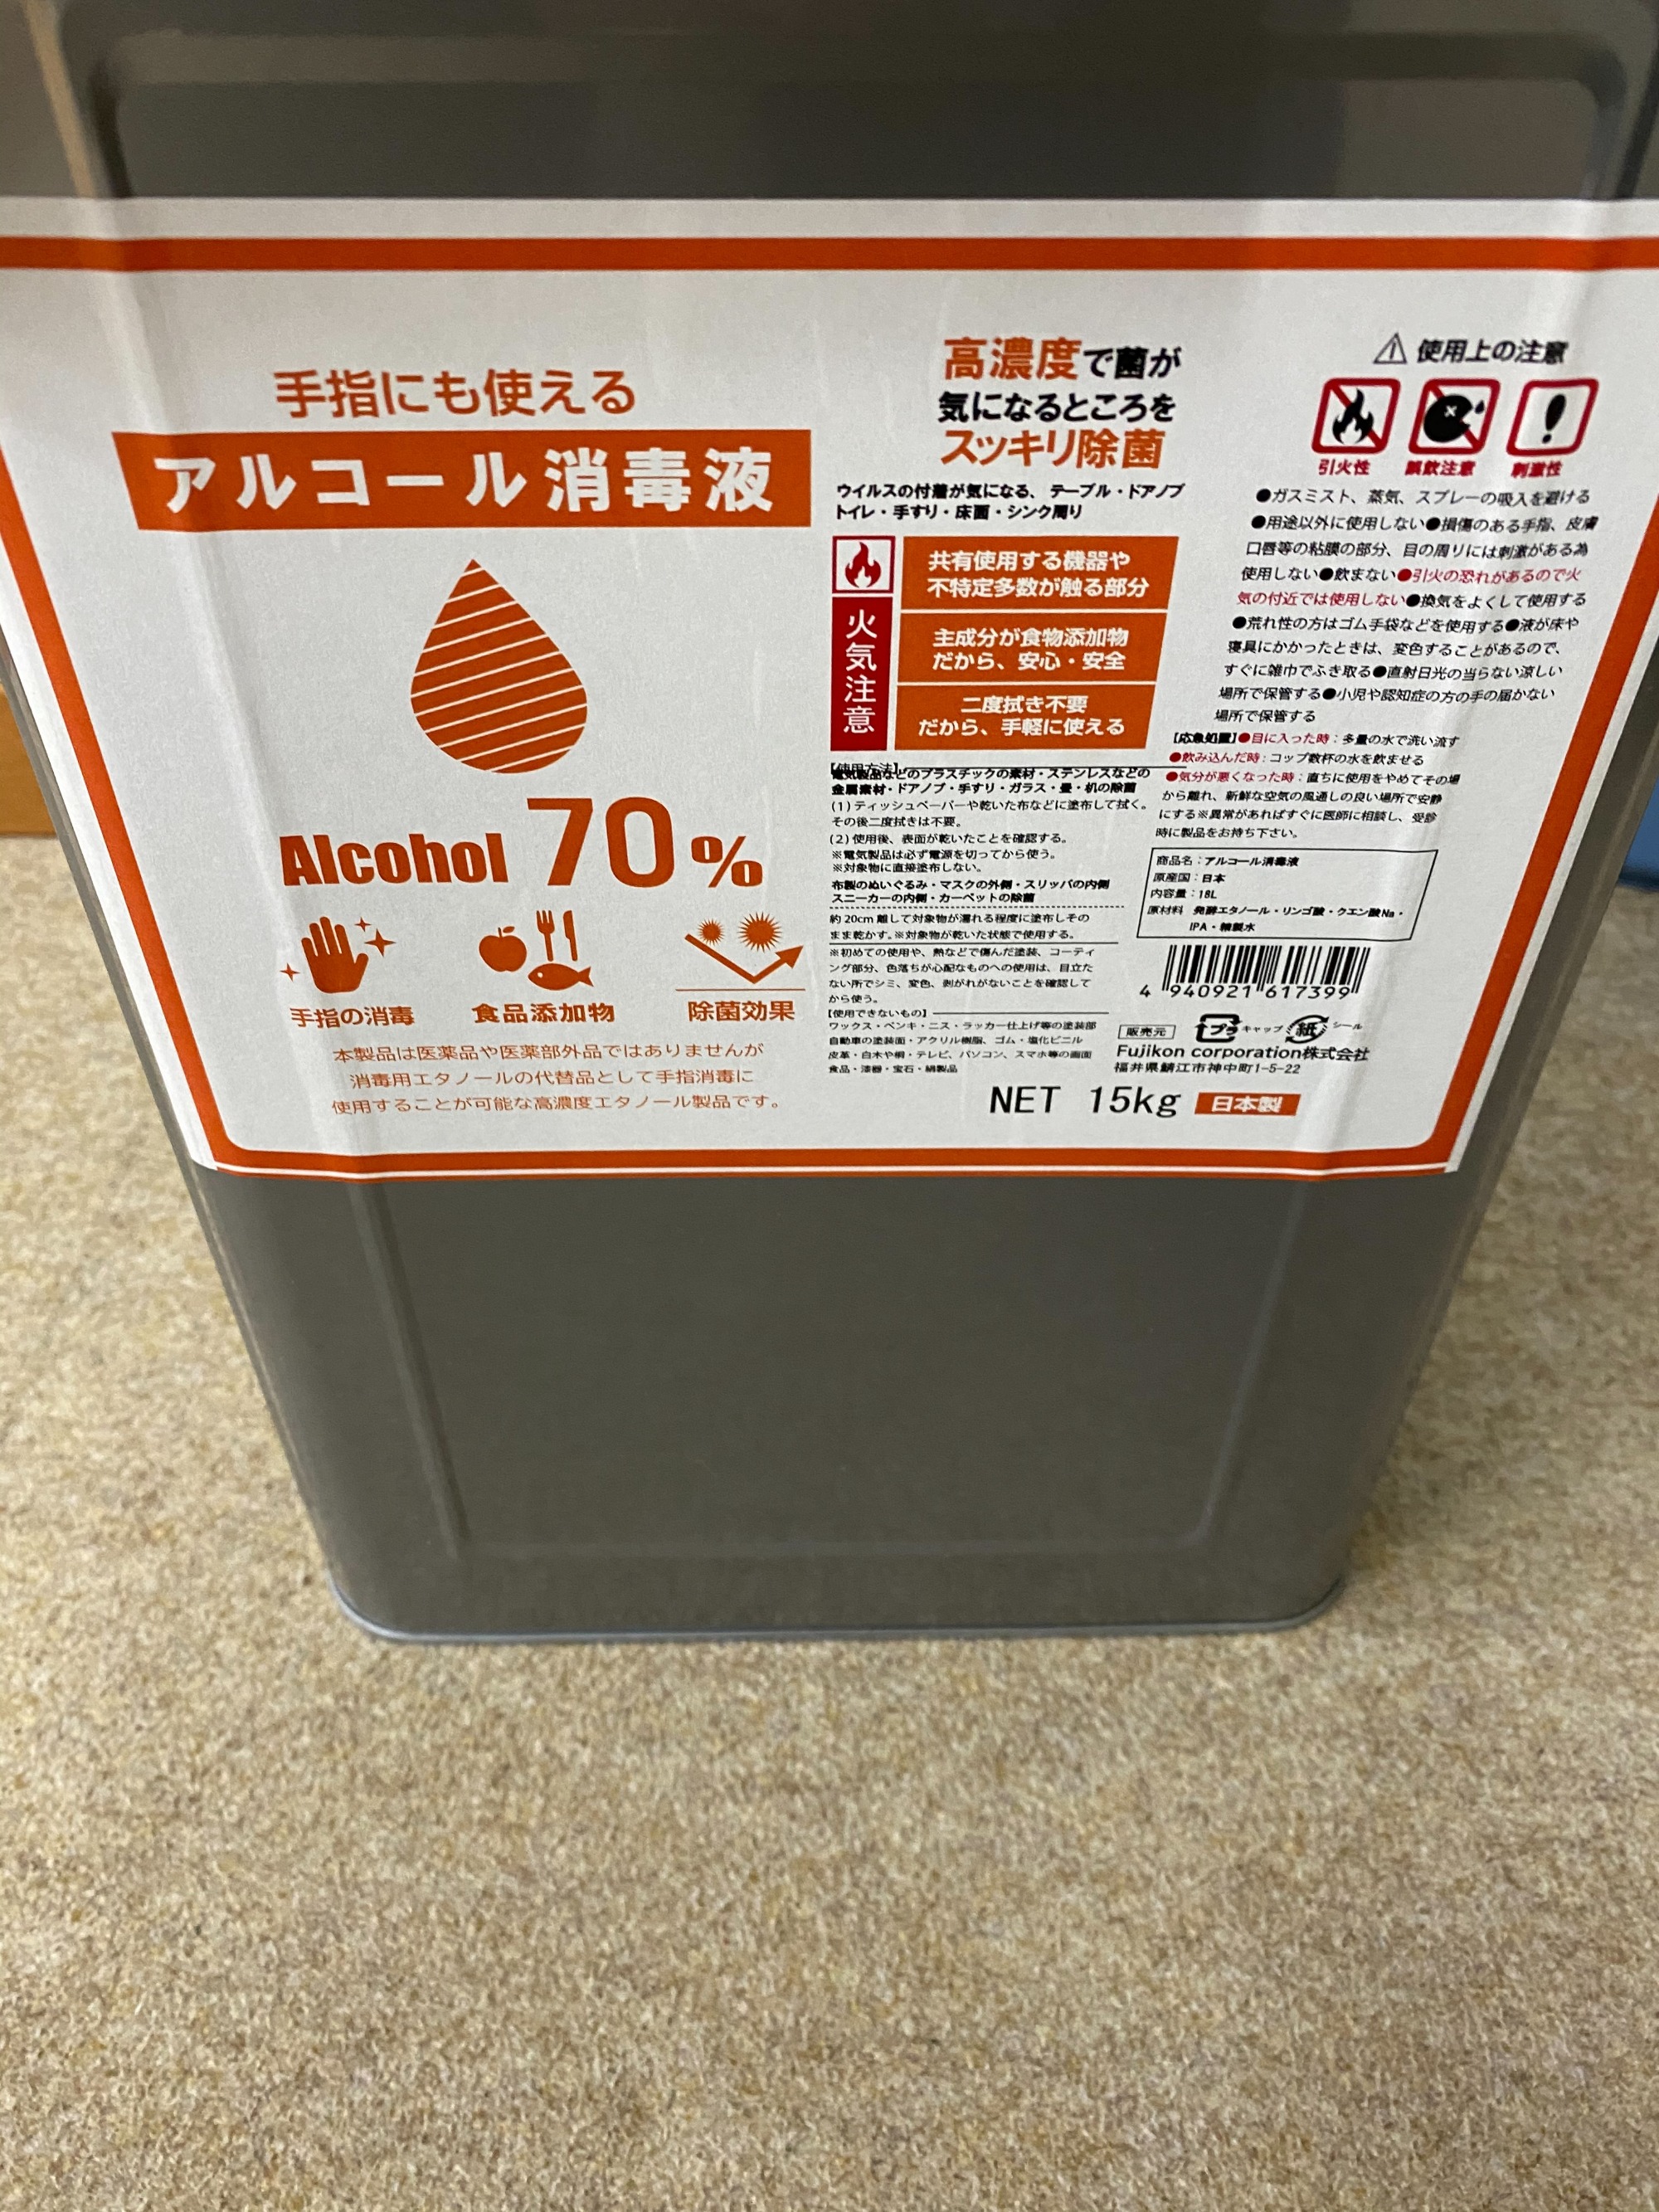 手指にも使える
アルコール消毒液
Alcohol 70%
手指の消毒
食品添加物
除菌効果
本製品は医薬品や医薬部外品ではありませんが
消毒用エタノールの代替品として手指消毒に
使用することが可能な高濃度エタノール製品です。
高濃度で菌が
気になるところを
スッキリ除菌
ウイルスの付着が気になる、テーブル・ドアノブ
トイレ・手すり・床面・シンク周り
火気注意
共有使用する機器や
不特定多数が触る部分
主成分が食物添加物
だから、安心・安全
二度拭き不要
だから、手軽に使える
【使用方法】
電気製品などのプラスチックの素材・ステンレスなどの
金属素材・ドアノブ・手すり・ガラス・畳・机の除菌
(1)ティッシュペーパーや乾いた布などに塗布して拭く。
その後二度拭きは不要。
(2)使用後、表面が乾いたことを確認する。
※電気製品は必ず電源を切ってから使う。
※対象物に直接塗布しない。
布製のぬいぐるみ・マスクの外側・スリッパの内側
スニーカーの内側・カーペットの除菌
約20cm離して対象物が濡れる程度に塗布しその
まま乾かす。※対象物が乾いた状態で使用する。
※初めての使用や、熱などで傷んだ塗装、コーティ
ング部分、色落ちが心配なものへの使用は、目立た
ない所でシミ、変色、剥がれがないことを確認して
から使う。
【使用できないもの】
ワックス・ペンキ・ニス・ラッカー仕上げ等の塗装部
自動車の塗装面・アクリル樹脂、ゴム・塩化ビニル
皮革・白木や桐・テレビ、パソコン、スマホ等の画面
食品・漆器・宝石・絹製品
使用上の注意
引火性
誤飲注意
刺激性
●ガスミスト、蒸気、スプレーの吸入を避ける
●用途以外に使用しない●損傷のある手指、皮膚
口唇等の粘膜の部分、目の周りには刺激がある為
使用しない●飲まない●引火の恐れがあるので火
気の付近では使用しない●換気をよくして使用する
●荒れ性の方はゴム手袋などを使用する●液が床や
寝具にかかったときは、変色することがあるので、
すぐに雑巾でふき取る●直射日光の当らない涼しい
場所で保管する●小児や認知症の方の手の届かない
場所で保管する
【応急処置】●目に入った時：多量の水で洗い流す
●飲み込んだ時：コップ数杯の水を飲ませる
●気分が悪くなった時：直ちに使用をやめてその場
から離れ、新鮮な空気の風通しの良い場所で安静
にする※異常があればすぐに医師に相談し、受診
時に製品をお持ち下さい。
商品名：アルコール消毒液
原産国：日本
内容量：18L
原材料 発酵エタノール・リンゴ酸・クエン酸Na・
IPA・精製水
4 940921 617399
販売元
プラ キャップ 紙 シール
Fujikon corporation株式会社
福井県鯖江市神中町1-5-22
NET 15kg 日本製